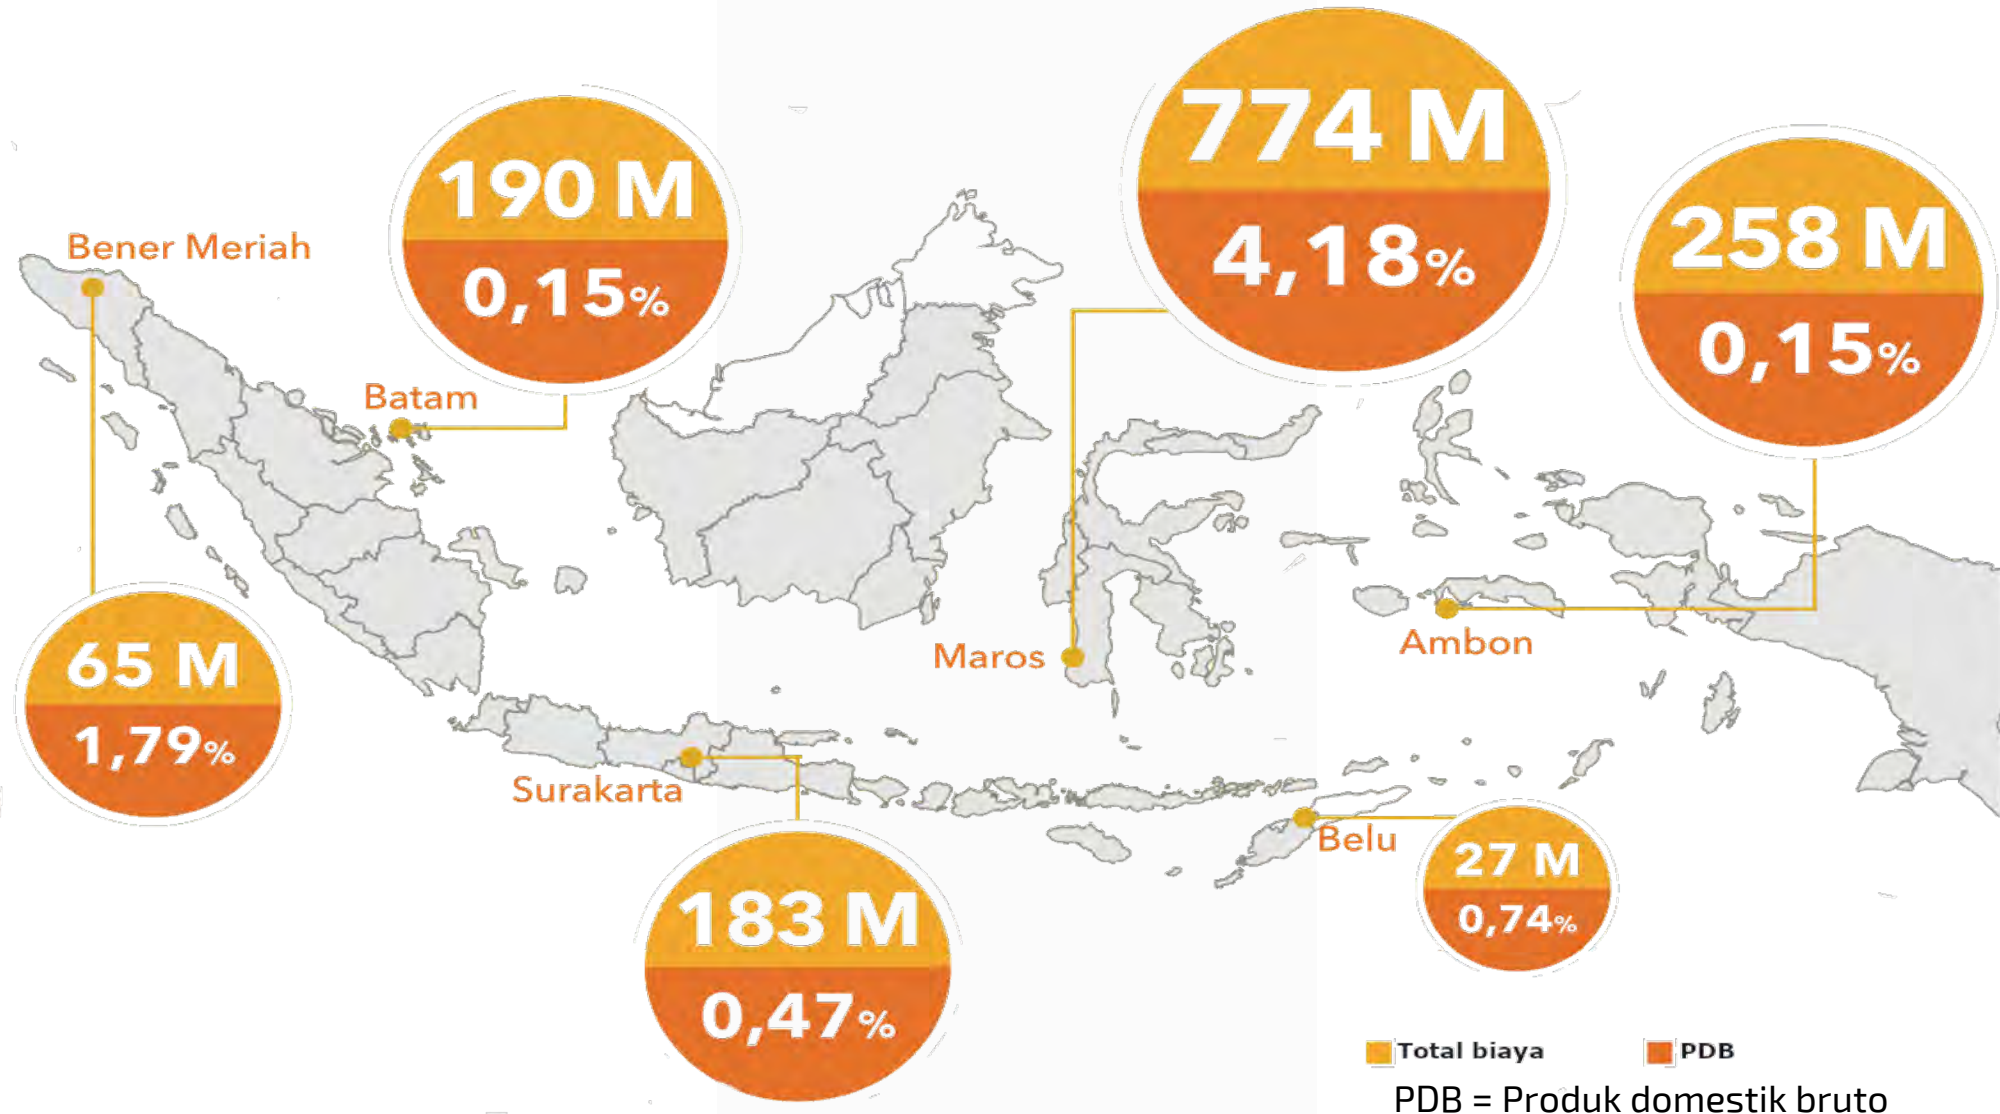 774 M
4,18%
190 M
0,15%
258 M
0,15%
Bener Meriah
Batam
65 M
1,79%
Maros
Ambon
Surakarta
183 M
0,47%
Belu
27 M
0,74%
Total biaya
PDB
PDB = Produk domestik bruto